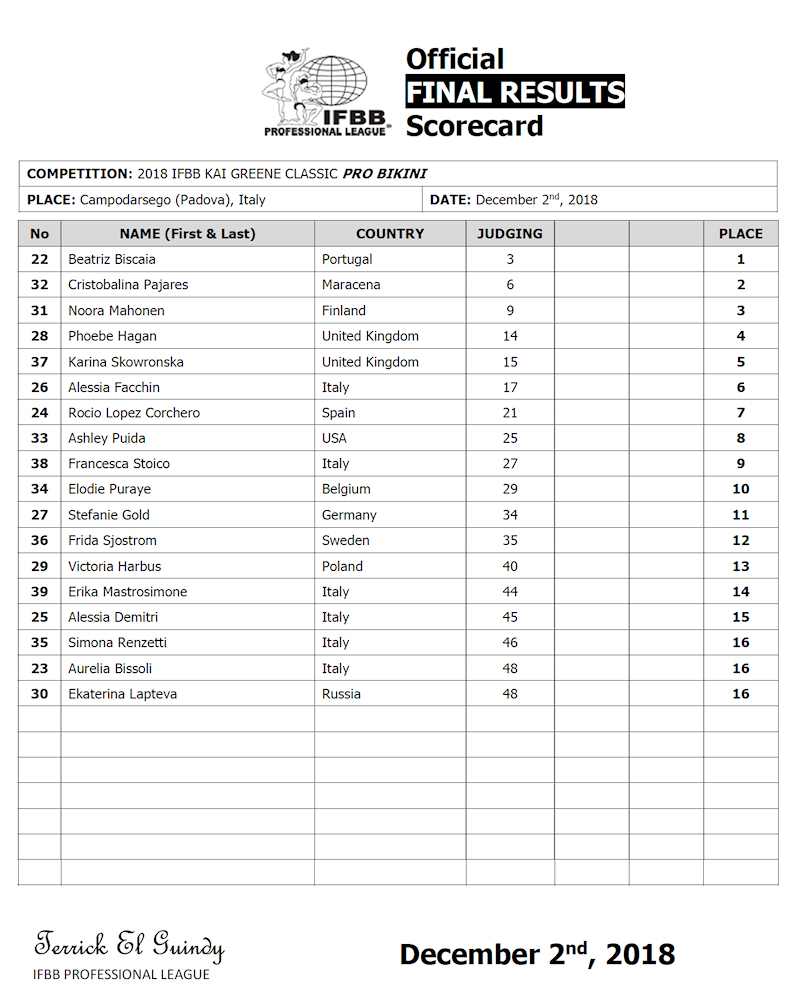 Official
FINAL RESULTS
Scorecard
IFBB
PROFESSIONAL LEAGUE
COMPETITION: 2018 IFBB KAI GREENE CLASSIC PRO BIKINI
PLACE: Campodarsego (Padova), Italy DATE: December 2nd, 2018
No NAME (First & Last) COUNTRY JUDGING PLACE
22 Beatriz Biscaia Portugal 3 1
32 Cristobalina Pajares Maracena 6 2
31 Noora Mahonen Finland 9 3
28 Phoebe Hagan United Kingdom 14 4
37 Karina Skowronska United Kingdom 15 5
26 Alessia Facchin Italy 17 6
24 Rocio Lopez Corchero Spain 21 7
33 Ashley Puida USA 25 8
38 Francesca Stoico Italy 27 9
34 Elodie Puraye Belgium 29 10
27 Stefanie Gold Germany 34 11
36 Frida Sjostrom Sweden 35 12
29 Victoria Harbus Poland 40 13
39 Erika Mastrosimone Italy 44 14
25 Alessia Demitri Italy 45 15
35 Simona Renzetti Italy 46 16
23 Aurelia Bissoli Italy 48 16
30 Ekaterina Lapteva Russia 48 16
Terrick El Guindy
IFBB PROFESSIONAL LEAGUE
December 2nd, 2018